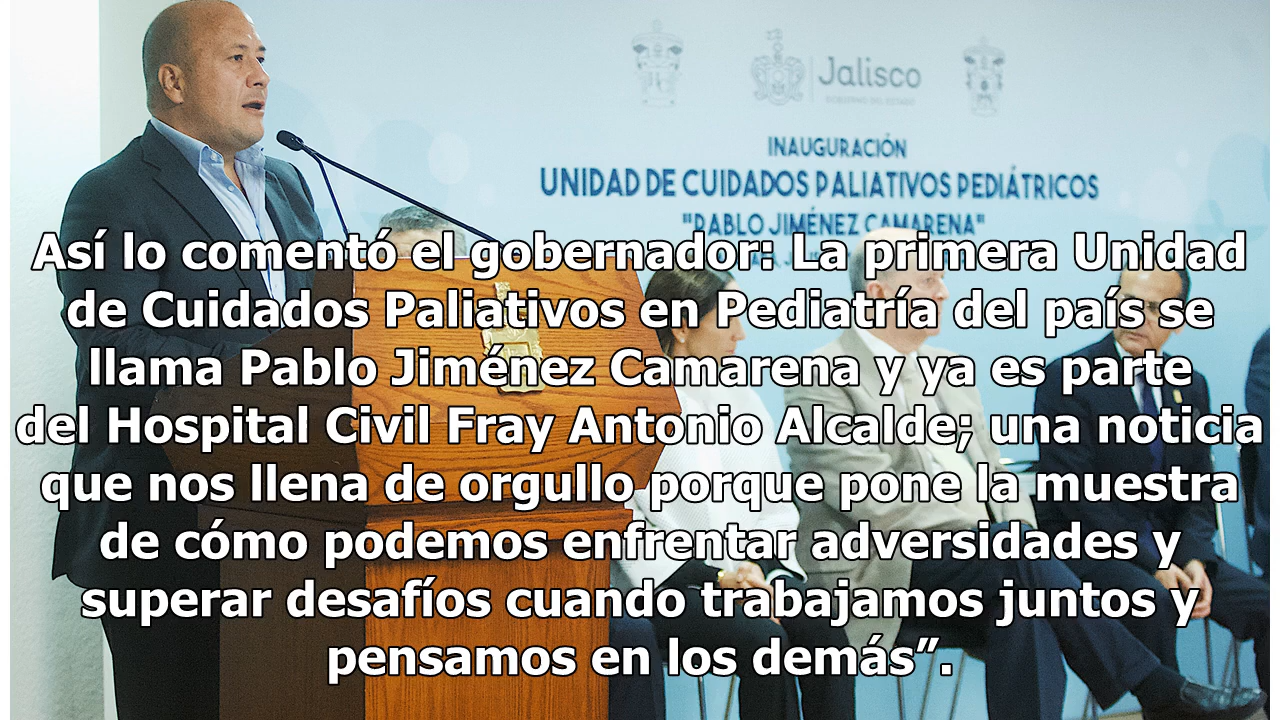 Jalisco
GOBIERNO DEL ESTADO
INAUGURACIÓN
UNIDAD DE CUIDADOS PALIATIVOS PEDIÁTRICOS
"PABLO JIMÉNEZ CAMARENA"
Así lo comentó el gobernador: La primera Unidad
de Cuidados Paliativos en Pediatría del país se
llama Pablo Jiménez Camarena y ya es parte
del Hospital Civil Fray Antonio Alcalde; una noticia
que nos llena de orgullo porque pone la muestra
de cómo podemos enfrentar adversidades y
superar desafíos cuando trabajamos juntos y
pensamos en los demás”.